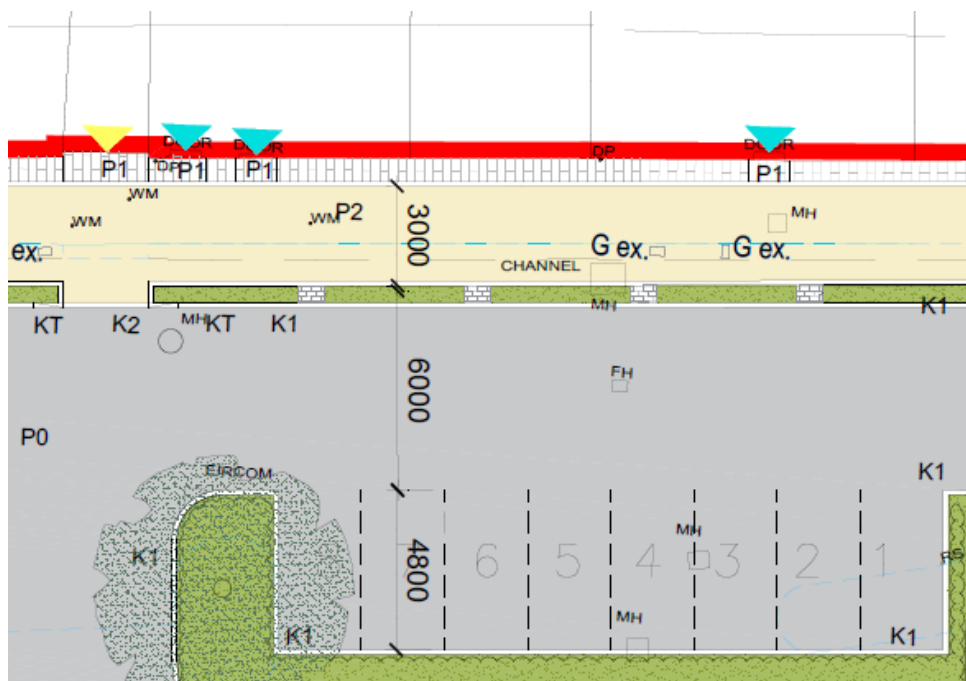 DOOR
DOOR
DP
DOOR
P1
DP
P1
P1
P1
WM
WM
WM
P2
3000
MH
ex.
G ex.
G ex.
CHANNEL
MH
K1
KT
K2
MH
KT
K1
6000
FH
P0
EIRCOM
K1
K1
MH
6
5
4
3
2
1
4800
RS
K1
MH
K1